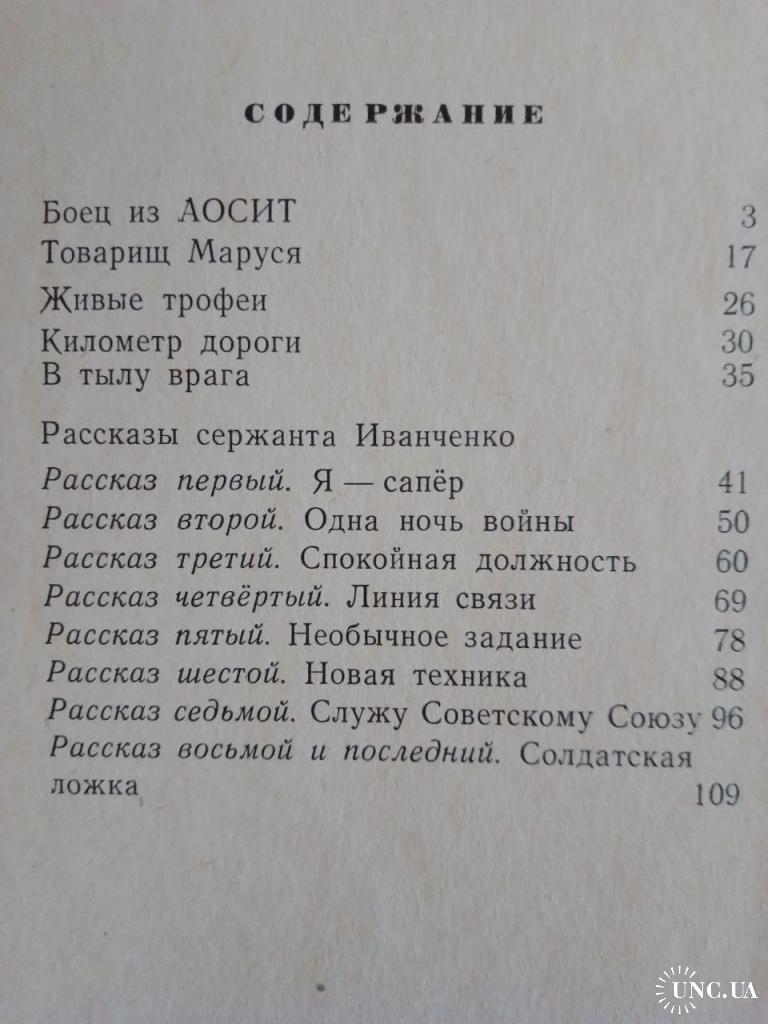 СОДЕРЖАНИЕ
Боец из АОСИТ 3
Товарищ Маруся 17
Живые трофеи 26
Километр дороги 30
В тылу врага 35
Рассказы сержанта Иванченко
Рассказ первый. Я — сапёр 41
Рассказ второй. Одна ночь войны 50
Рассказ третий. Спокойная должность 60
Рассказ четвёртый. Линия связи 69
Рассказ пятый. Необычное задание 78
Рассказ шестой. Новая техника 88
Рассказ седьмой. Служу Советскому Союзу 96
Рассказ восьмой и последний. Солдатская
ложка 109
UNC.UA